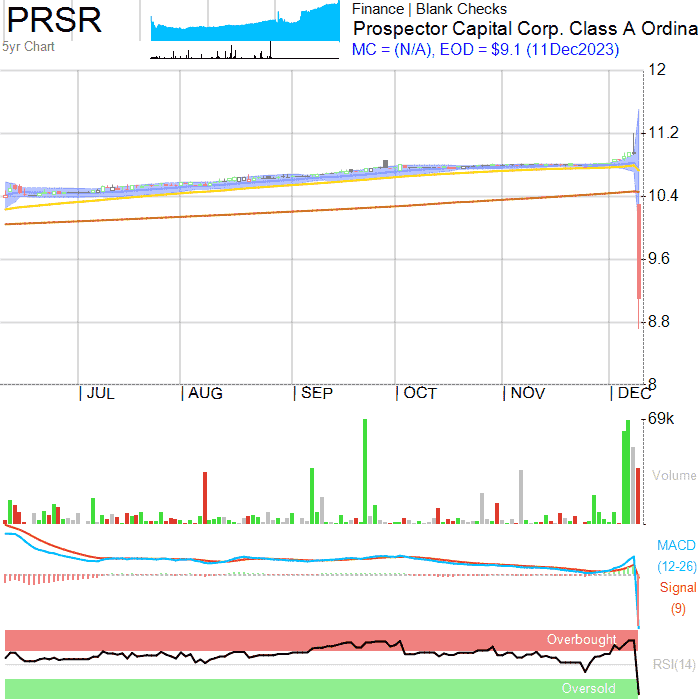 PRSR
5yr Chart
Finance | Blank Checks
Prospector Capital Corp. Class A Ordina
MC = (N/A), EOD = $9.1 (11Dec2023)
12
11.2
10.4
9.6
8.8
8
| JUL | AUG | SEP | OCT | NOV | DEC
69k
Volume
MACD
(12-26)
Signal
(9)
Overbought
RSI(14)
Oversold